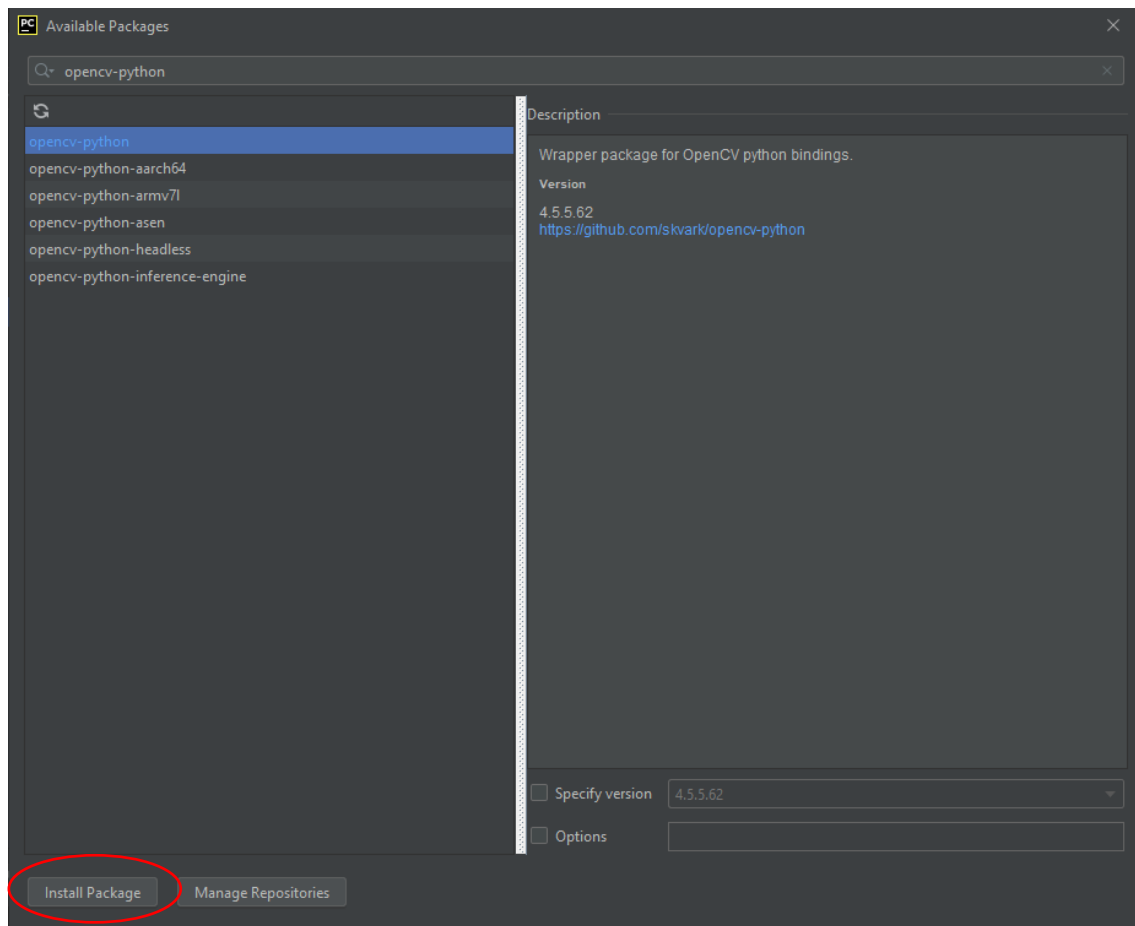 PC Available Packages
opencv-python
opencv-python
opencv-python-aarch64
opencv-python-armv7l
opencv-python-asen
opencv-python-headless
opencv-python-inference-engine
Description
Wrapper package for OpenCV python bindings.
Version
4.5.5.62
https://github.com/skvark/opencv-python
Specify version 4.5.5.62
Options
Install Package Manage Repositories